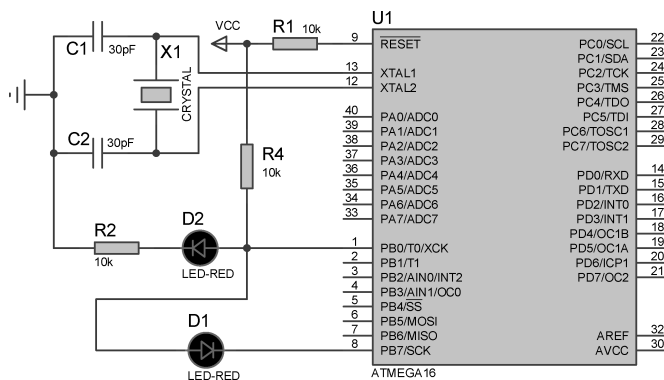 U1
VCC
R1
10k
C1
30pF
X1
CRYSTAL
C2
30pF
R4
10k
R2
10k
D2
LED-RED
D1
LED-RED
9 RESET
13 XTAL1
12 XTAL2
40 PA0/ADC0
39 PA1/ADC1
38 PA2/ADC2
37 PA3/ADC3
36 PA4/ADC4
35 PA5/ADC5
34 PA6/ADC6
33 PA7/ADC7
1 PB0/T0/XCK
2 PB1/T1
3 PB2/AIN0/INT2
4 PB3/AIN1/OC0
5 PB4/SS
6 PB5/MOSI
7 PB6/MISO
8 PB7/SCK
PC0/SCL 22
PC1/SDA 23
PC2/TCK 24
PC3/TMS 25
PC4/TDO 26
PC5/TDI 27
PC6/TOSC1 28
PC7/TOSC2 29
PD0/RXD 14
PD1/TXD 15
PD2/INT0 16
PD3/INT1 17
PD4/OC1B 18
PD5/OC1A 19
PD6/ICP1 20
PD7/OC2 21
AREF 32
AVCC 30
ATMEGA16